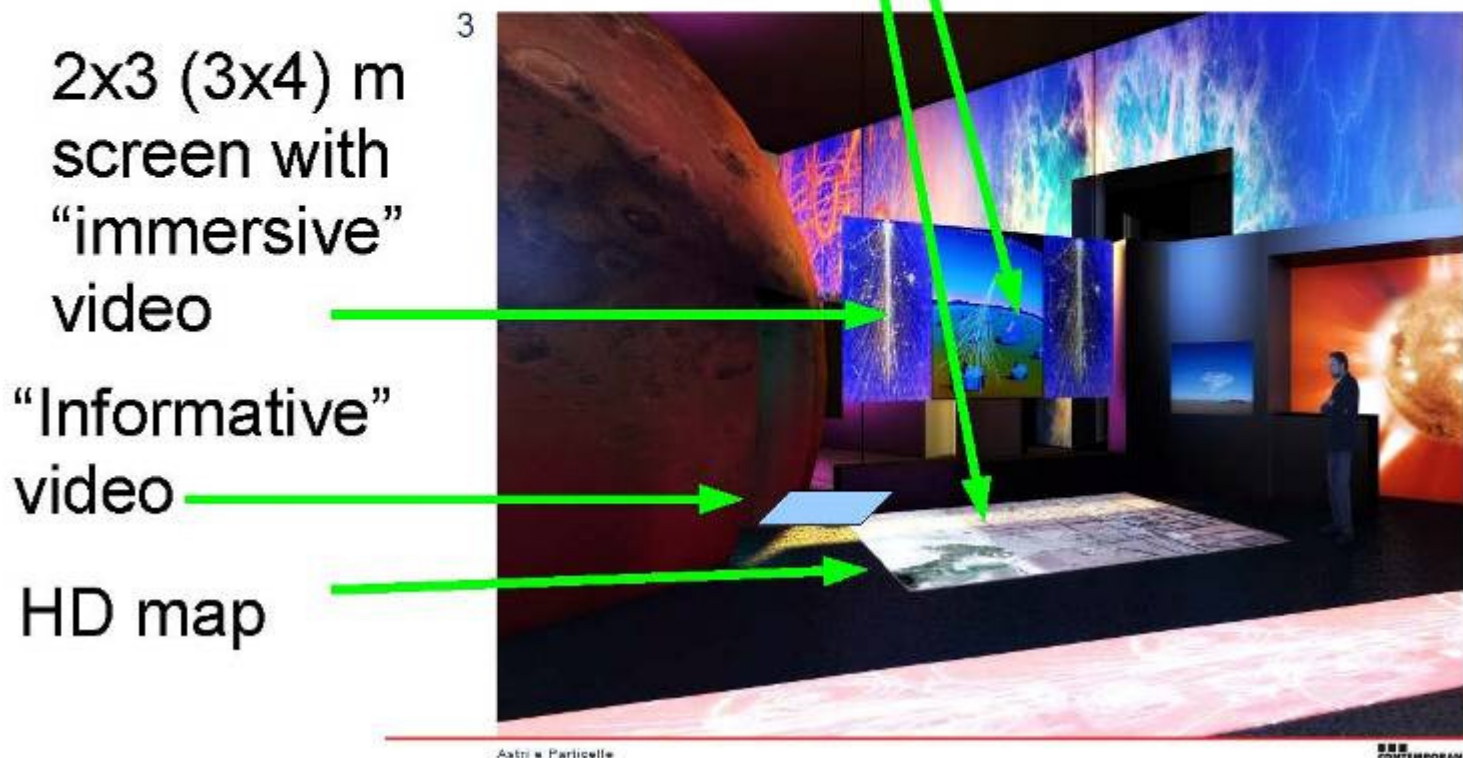 3
2x3 (3x4) m
screen with
“immersive”
video
“Informative”
video
HD map
Astri e Particelle